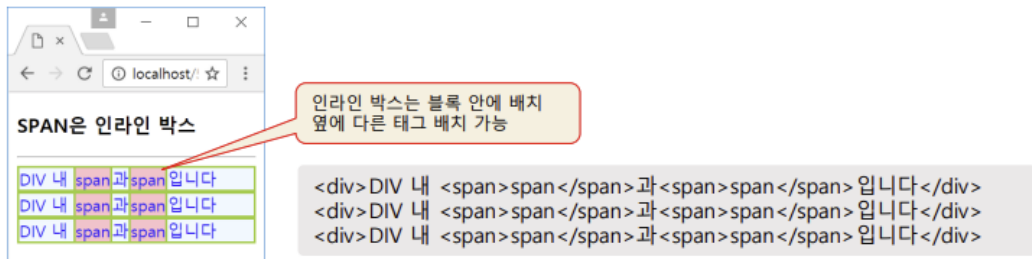 localhost/
SPAN은 인라인 박스
DIV 내 span과span입니다
DIV 내 span과span입니다
DIV 내 span과span입니다
인라인 박스는 블록 안에 배치
옆에 다른 태그 배치 가능
<div>DIV 내 <span>span</span>과<span>span</span>입니다</div>
<div>DIV 내 <span>span</span>과<span>span</span>입니다</div>
<div>DIV 내 <span>span</span>과<span>span</span>입니다</div>